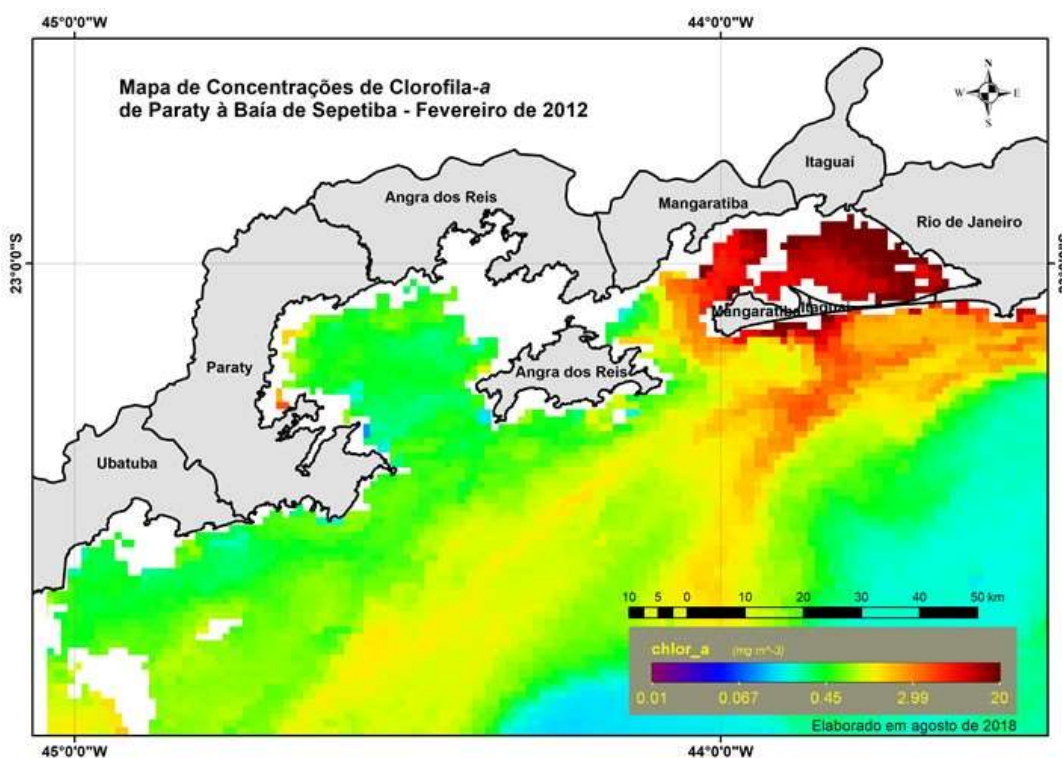 45°0'0"W
44°0'0"W
Mapa de Concentrações de Clorofila-a
de Paraty à Baía de Sepetiba - Fevereiro de 2012
N
W
E
S
Itaguaí
Angra dos Reis
Mangaratiba
Rio de Janeiro
23°0'0"S
Mangaratiba
Itaguaí
Paraty
Angra dos Reis
Ubatuba
10 5 0 10 20 30 40 50 km
chlor_a (mg m^-3)
0.01 0.067 0.45 2.99 20
Elaborado em agosto de 2018
45°0'0"W
44°0'0"W